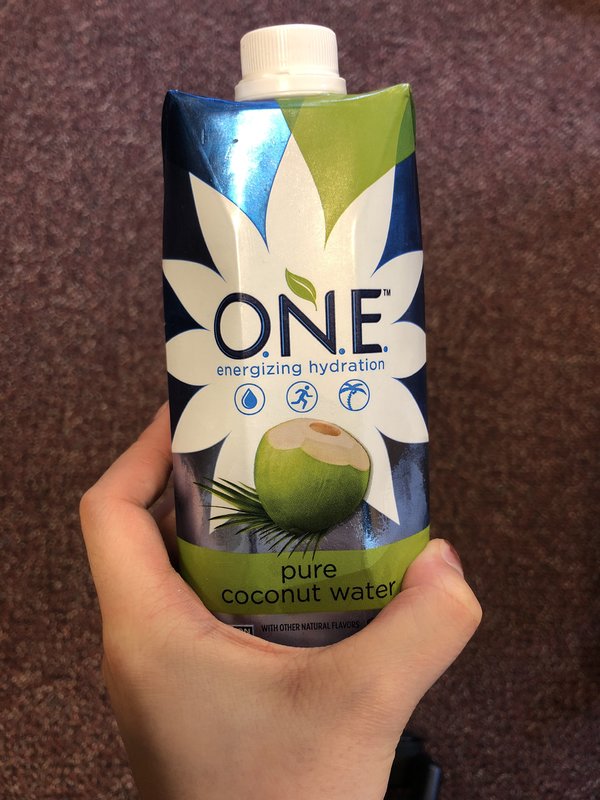 O.N.E.™
energizing hydration
pure
coconut water
WITH OTHER NATURAL FLAVORS